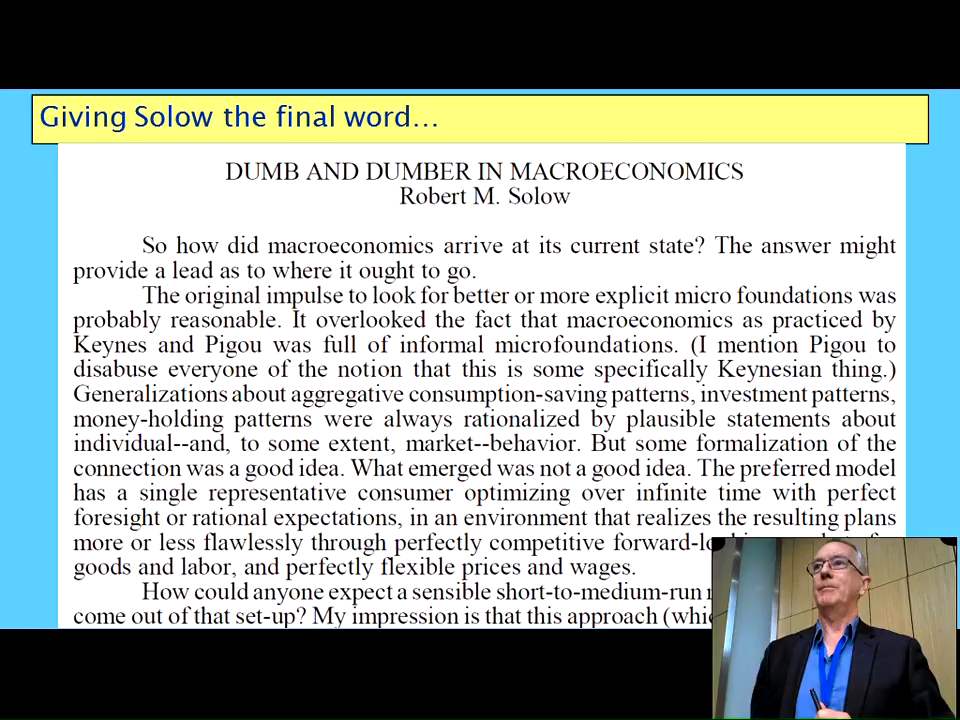 Giving Solow the final word…
DUMB AND DUMBER IN MACROECONOMICS
Robert M. Solow
So how did macroeconomics arrive at its current state? The answer might
provide a lead as to where it ought to go.
The original impulse to look for better or more explicit micro foundations was
probably reasonable. It overlooked the fact that macroeconomics as practiced by
Keynes and Pigou was full of informal microfoundations. (I mention Pigou to
disabuse everyone of the notion that this is some specifically Keynesian thing.)
Generalizations about aggregative consumption-saving patterns, investment patterns,
money-holding patterns were always rationalized by plausible statements about
individual--and, to some extent, market--behavior. But some formalization of the
connection was a good idea. What emerged was not a good idea. The preferred model
has a single representative consumer optimizing over infinite time with perfect
foresight or rational expectations, in an environment that realizes the resulting plans
more or less flawlessly through perfectly competitive
goods and labor, and perfectly flexible prices and wages.
How could anyone expect a sensible short-to-medium-run
come out of that set-up? My impression is that this approach